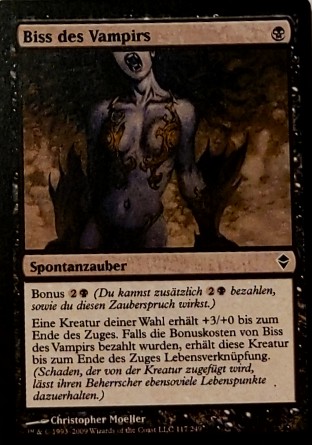 Biss des Vampirs
Spontanzauber
Bonus 2 (Du kannst zusätzlich 2 bezahlen,
sowie du diesen Zauberspruch wirkst.)
Eine Kreatur deiner Wahl erhält +3/+0 bis zum
Ende des Zuges. Falls die Bonuskosten von Biss
des Vampirs bezahlt wurden, erhält diese Kreatur
bis zum Ende des Zuges Lebensverknüpfung.
(Schaden, der von der Kreatur zugefügt wird,
lässt ihren Beherrscher ebensoviele Lebenspunkte
dazuerhalten.)
Christopher Moeller
™ & © 1993–2009 Wizards of the Coast LLC 117/249